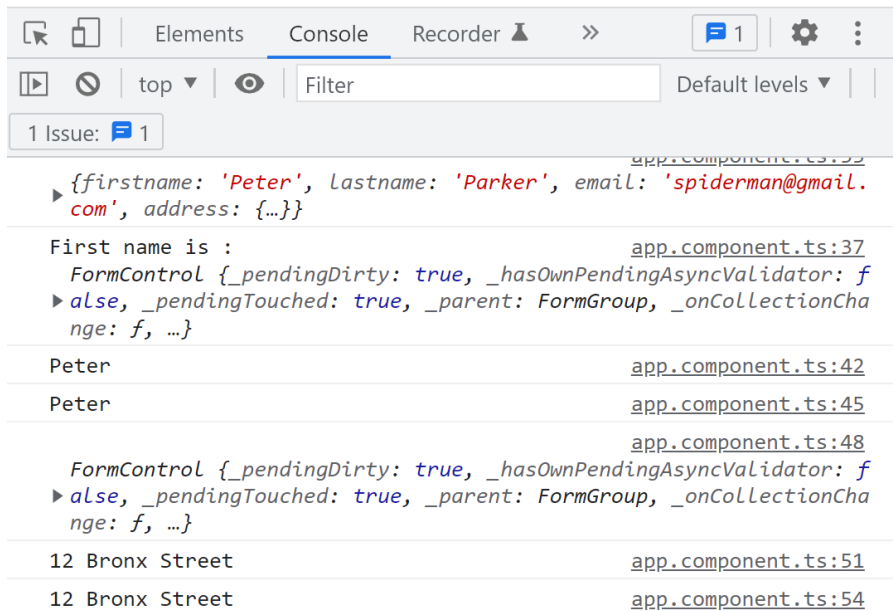 Elements Console Recorder 1
top Filter Default levels
1 Issue: 1
{firstname: 'Peter', lastname: 'Parker', email: 'spiderman@gmail.
com', address: {…}}
First name is : app.component.ts:37
FormControl {_pendingDirty: true, _hasOwnPendingAsyncValidator: f
alse, _pendingTouched: true, _parent: FormGroup, _onCollectionCha
nge: ƒ, …}
Peter app.component.ts:42
Peter app.component.ts:45
app.component.ts:48
FormControl {_pendingDirty: true, _hasOwnPendingAsyncValidator: f
alse, _pendingTouched: true, _parent: FormGroup, _onCollectionCha
nge: ƒ, …}
12 Bronx Street app.component.ts:51
12 Bronx Street app.component.ts:54